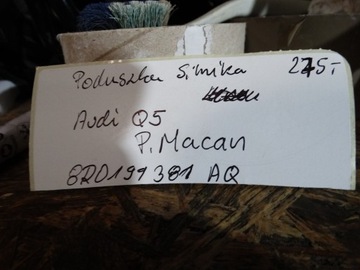 Poduszka Silnika 275,-
Audi Q5
P. Macan
8R0199381 AQ